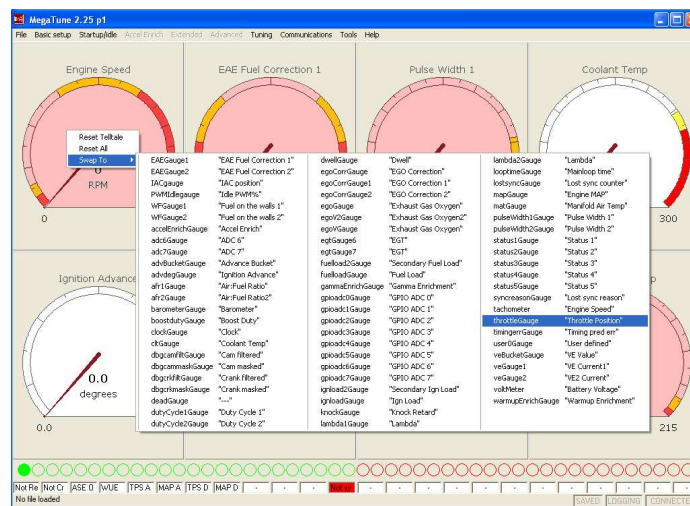 MegaTune 2.25 p1
File Basic setup Startup/Idle Accel Enrich Extended Advanced Tuning Communications Tools Help
Engine Speed EAE Fuel Correction 1 Pulse Width 1 Coolant Temp
Reset Telltale
Reset All
Swap To
RPM
0
300
EAEGauge1 "EAE Fuel Correction 1"
EAEGauge2 "EAE Fuel Correction 2"
IACgauge "IAC position"
PWMIdlegauge "Idle PWM%"
WFGauge1 "Fuel on the walls 1"
WFGauge2 "Fuel on the walls 2"
accelEnrichGauge "Accel Enrich"
adc6Gauge "ADC 6"
adc7Gauge "ADC 7"
advBucketGauge "Advance Bucket"
advdegGauge "Ignition Advance"
afr1Gauge "Air:Fuel Ratio"
afr2Gauge "Air:Fuel Ratio2"
barometerGauge "Barometer"
boostdutyGauge "Boost Duty"
clockGauge "Clock"
cltGauge "Coolant Temp"
dbgcamfiltGauge "Cam filtered"
dbgcammaskGauge "Cam masked"
dbgcrkfiltGauge "Crank filtered"
dbgcrkmaskGauge "Crank masked"
deadGauge "---"
dutyCycle1Gauge "Duty Cycle 1"
dutyCycle2Gauge "Duty Cycle 2"
dwellGauge "Dwell"
egoCorrGauge "EGO Correction"
egoCorrGauge1 "EGO Correction 1"
egoCorrGauge2 "EGO Correction 2"
egoGauge "Exhaust Gas Oxygen"
egoV2Gauge "Exhaust Gas Oxygen2"
egoVGauge "Exhaust Gas Oxygen"
egtGauge6 "EGT"
egtGauge7 "EGT"
fuelload2Gauge "Secondary Fuel Load"
fuelloadGauge "Fuel Load"
gammaEnrichGauge "Gamma Enrichment"
gpioadc0Gauge "GPIO ADC 0"
gpioadc1Gauge "GPIO ADC 1"
gpioadc2Gauge "GPIO ADC 2"
gpioadc3Gauge "GPIO ADC 3"
gpioadc4Gauge "GPIO ADC 4"
gpioadc5Gauge "GPIO ADC 5"
gpioadc6Gauge "GPIO ADC 6"
gpioadc7Gauge "GPIO ADC 7"
ignload2Gauge "Secondary Ign Load"
ignloadGauge "Ign Load"
knockGauge "Knock Retard"
lambda1Gauge "Lambda"
lambda2Gauge "Lambda"
looptimeGauge "Mainloop time"
lostsyncGauge "Lost sync counter"
mapGauge "Engine MAP"
matGauge "Manifold Air Temp"
pulseWidth1Gauge "Pulse Width 1"
pulseWidth2Gauge "Pulse Width 2"
status1Gauge "Status 1"
status2Gauge "Status 2"
status3Gauge "Status 3"
status4Gauge "Status 4"
status5Gauge "Status 5"
syncreasonGauge "Lost sync reason"
tachometer "Engine Speed"
throttleGauge "Throttle Position"
timingerrGauge "Timing pred err"
user0Gauge "User defined"
veBucketGauge "VE Value"
veGauge1 "VE Current1"
veGauge2 "VE2 Current"
voltMeter "Battery Voltage"
warmupEnrichGauge "Warmup Enrichment"
Ignition Advance
0.0
degrees
0.0
215
Not Re Not Cr ASE 0 WUE TPS A MAP A TPS D MAP D
No file loaded SAVED LOGGING CONNECTE